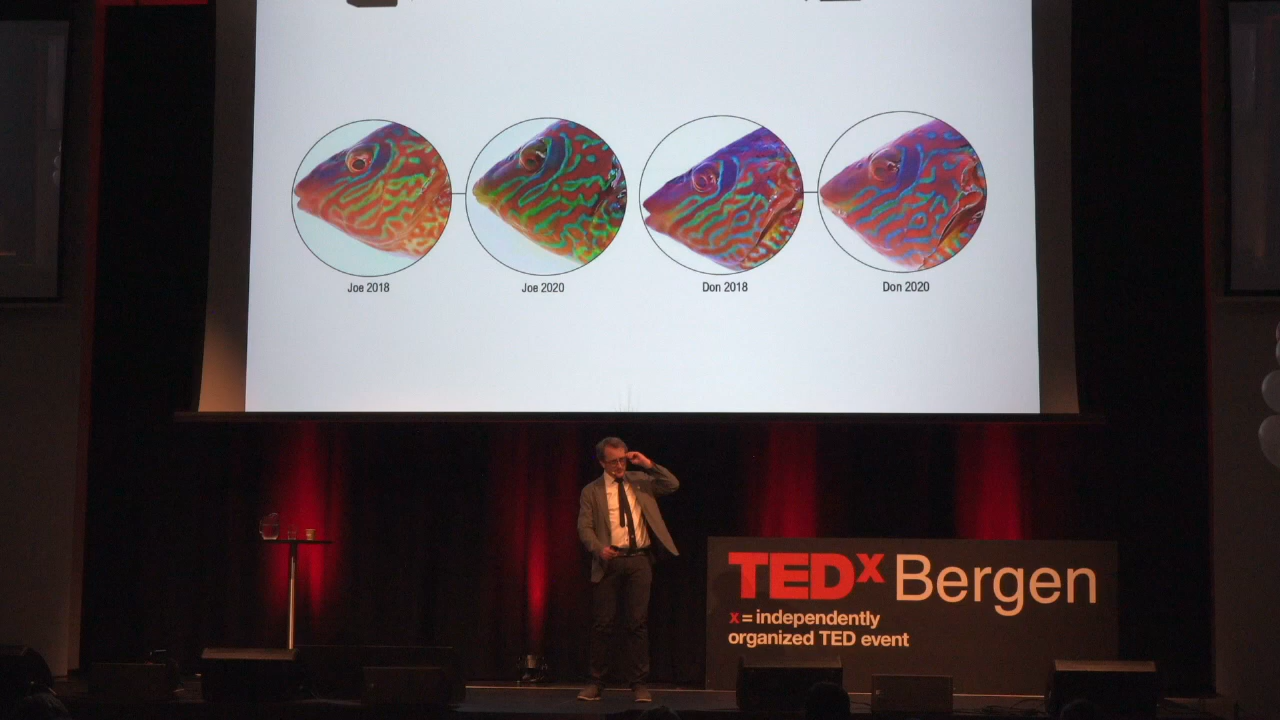 Joe 2018
Joe 2020
Don 2018
Don 2020
TEDx Bergen
x = independently
organized TED event